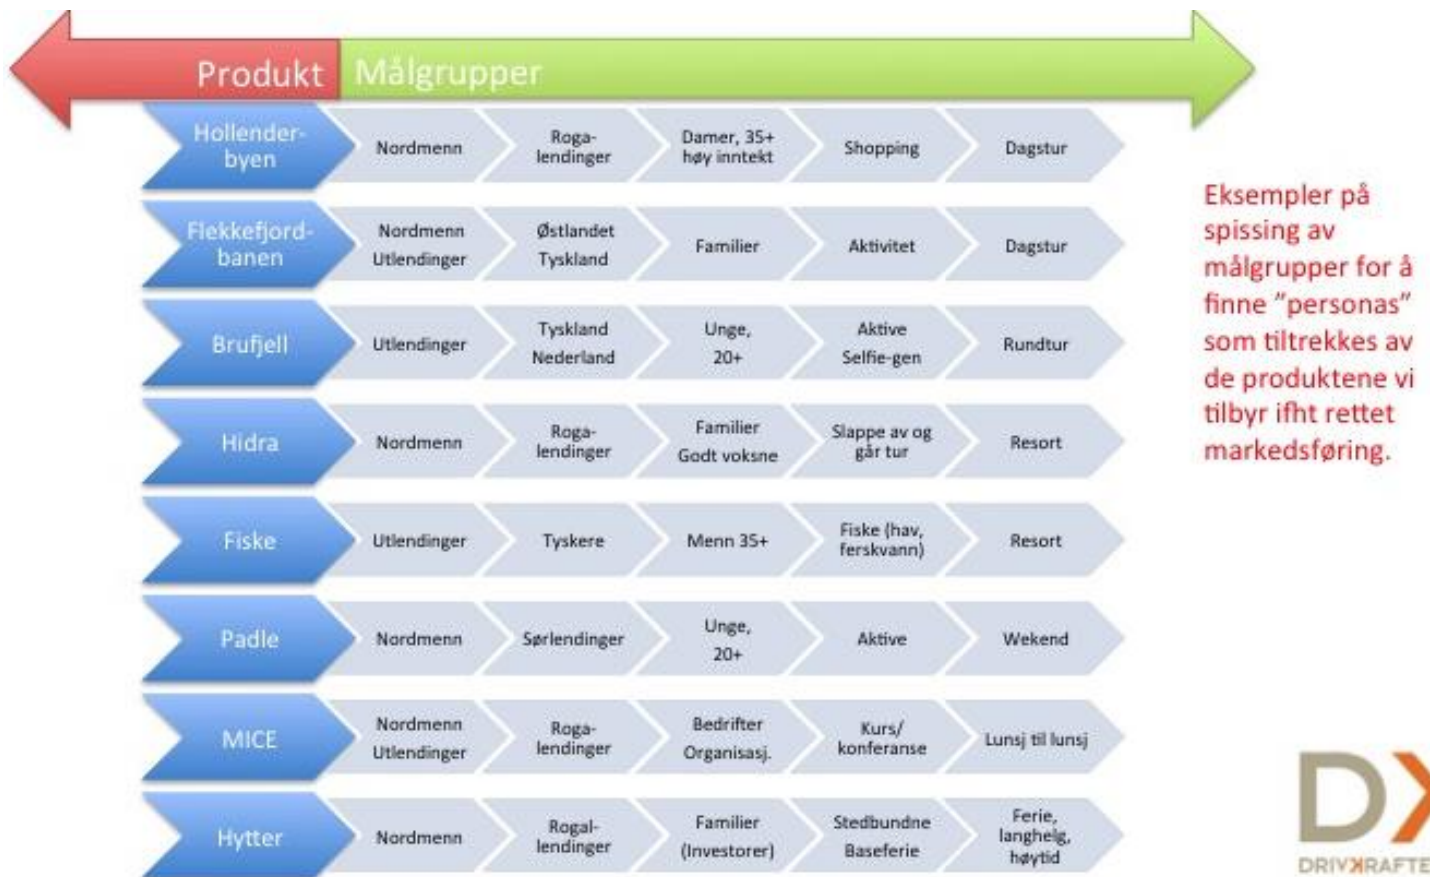 Produkt
Målgrupper
Hollender-
byen
Nordmenn
Roga-
lendinger
Damer, 35+
høy inntekt
Shopping
Dagstur
Flekkefjord-
banen
Nordmenn
Utlendinger
Østlandet
Tyskland
Familier
Aktivitet
Dagstur
Brufjell
Utlendinger
Tyskland
Nederland
Unge,
20+
Aktive
Selfie-gen
Rundtur
Hidra
Nordmenn
Roga-
lendinger
Familier
Godt voksne
Slappe av og
går tur
Resort
Fiske
Utlendinger
Tyskere
Menn 35+
Fiske (hav,
ferskvann)
Resort
Padle
Nordmenn
Sørlendinger
Unge,
20+
Aktive
Wekend
MICE
Nordmenn
Utlendinger
Roga-
lendinger
Bedrifter
Organisasj.
Kurs/
konferanse
Lunsj til lunsj
Hytter
Nordmenn
Rogal-
lendinger
Familier
(Investorer)
Stedbundne
Baseferie
Ferie,
langhelg,
høytid
Eksempler på
spissing av
målgrupper for å
finne ”personas”
som tiltrekkes av
de produktene vi
tilbyr ifht rettet
markedsføring.
DX
DRIVKRAFTE